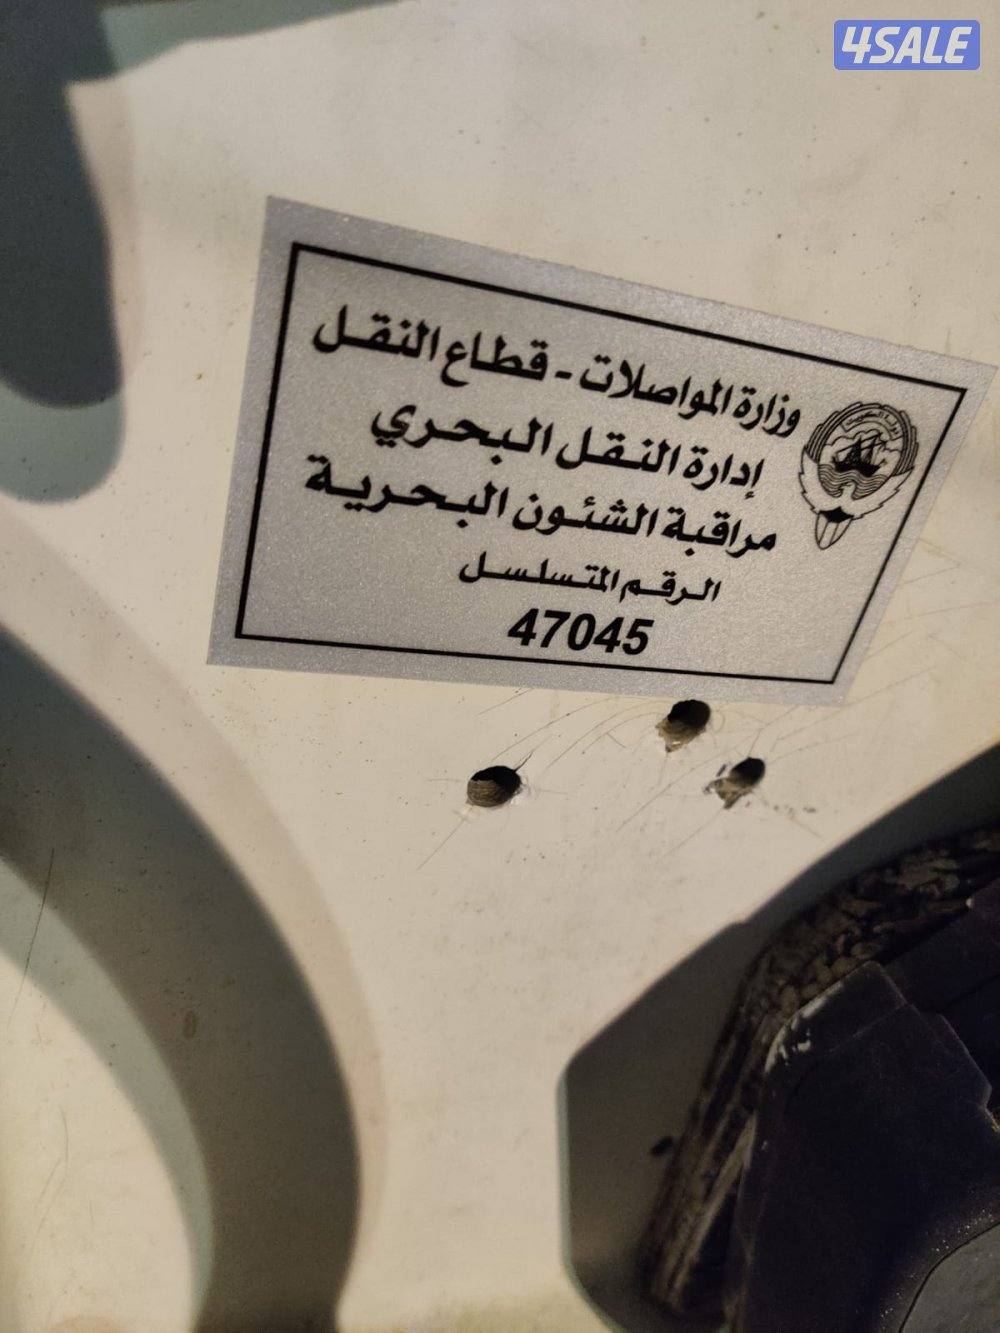 4SALE
وزارة المواصلات - قطاع النقل
إدارة النقل البحري
مراقبة الشئون البحرية
الرقم المتسلسل
47045